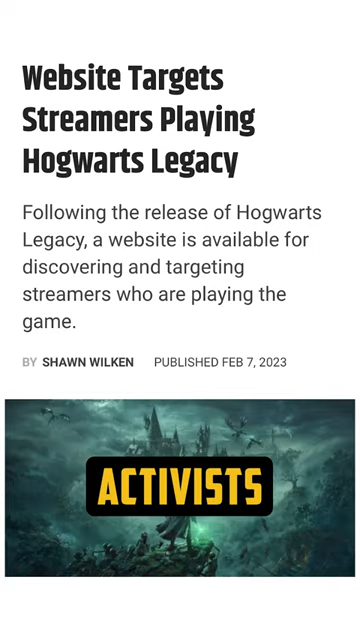 Website Targets
Streamers Playing
Hogwarts Legacy
Following the release of Hogwarts
Legacy, a website is available for
discovering and targeting
streamers who are playing the
game.
BY SHAWN WILKEN PUBLISHED FEB 7, 2023
ACTIVISTS